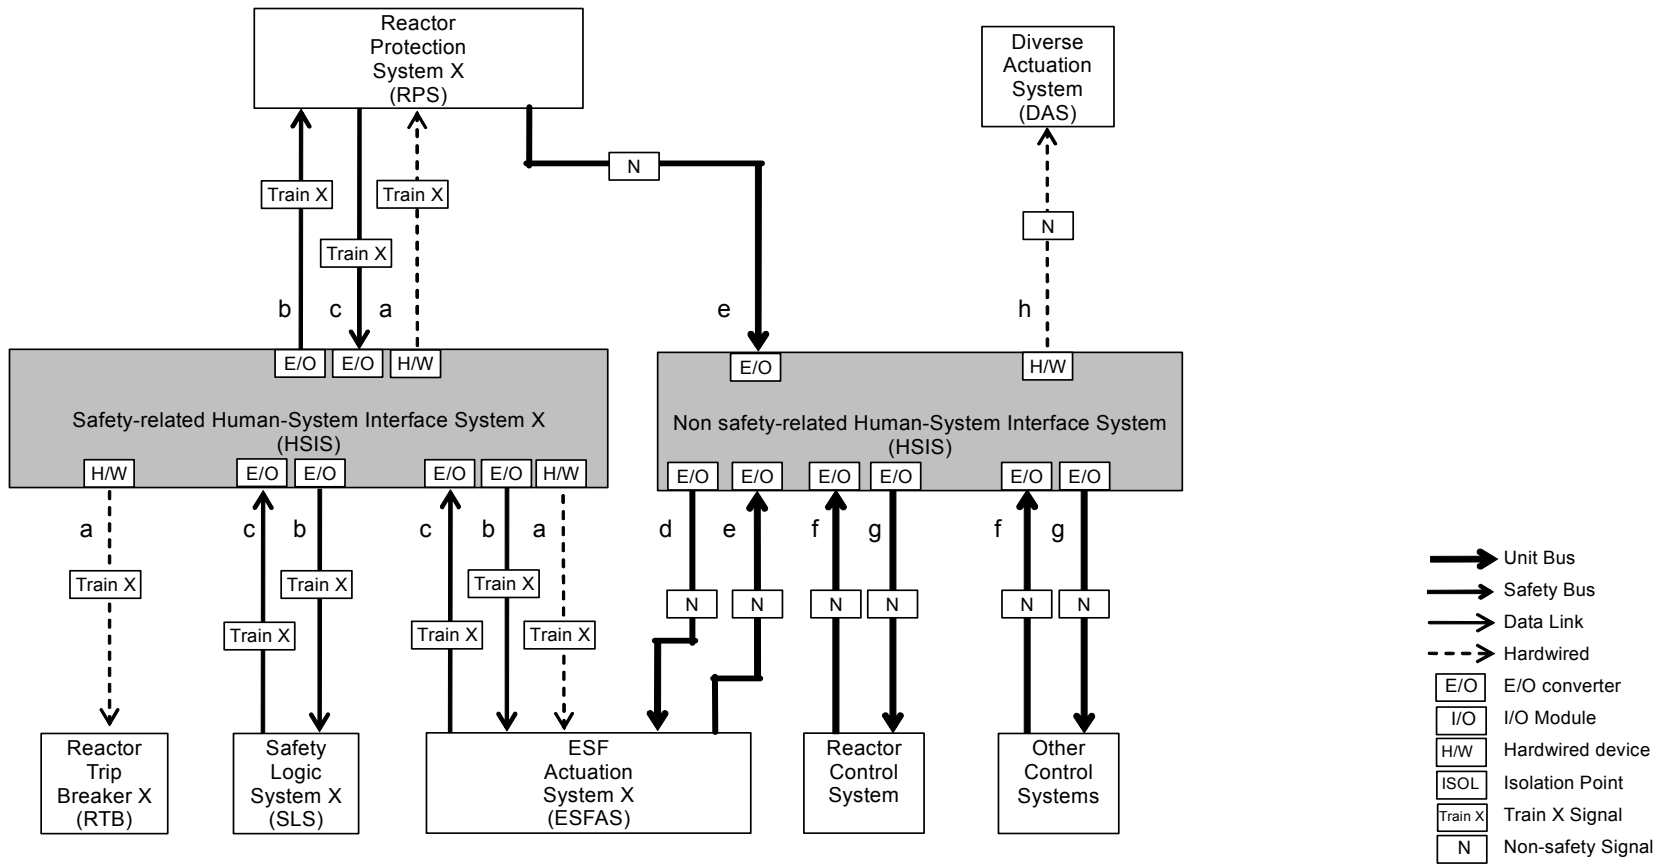 Reactor
Protection
System X
(RPS)
Diverse
Actuation
System
(DAS)
N
Train X
Train X
N
Train X
b
c
a
e
h
E/O
E/O
H/W
E/O
H/W
Safety-related Human-System Interface System X
(HSIS)
Non safety-related Human-System Interface System
(HSIS)
H/W
E/O
E/O
E/O
E/O
H/W
E/O
E/O
E/O
E/O
E/O
E/O
a
c
b
c
b
a
d
e
f
g
f
g
Train X
Train X
Train X
N
N
N
N
N
N
Train X
Train X
Train X
Reactor
Trip
Breaker X
(RTB)
Safety
Logic
System X
(SLS)
ESF
Actuation
System X
(ESFAS)
Reactor
Control
System
Other
Control
Systems
Unit Bus
Safety Bus
Data Link
Hardwired
E/O E/O converter
I/O I/O Module
H/W Hardwired device
ISOL Isolation Point
Train X Train X Signal
N Non-safety Signal